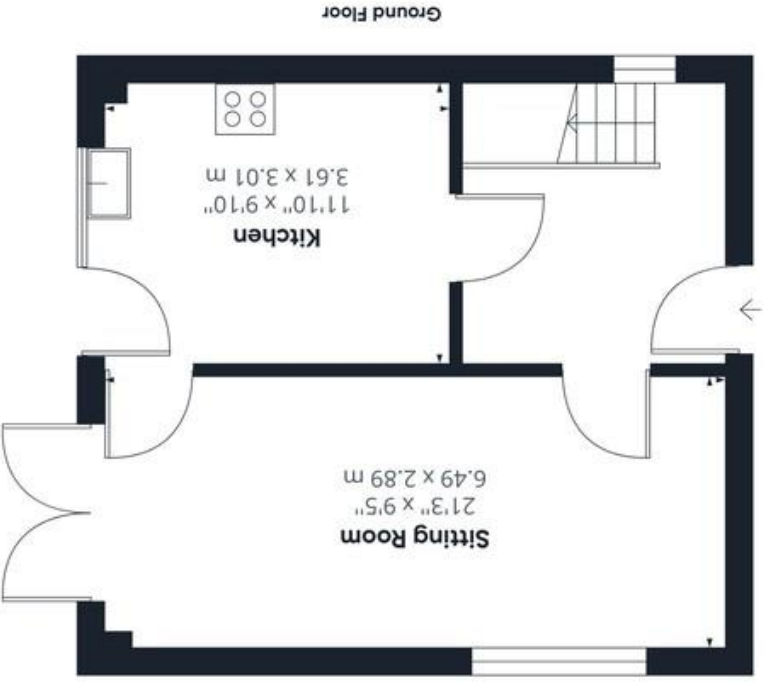 Sitting Room
21'3" x 9'5"
6.49 x 2.89 m
Kitchen
11'10" x 9'10"
3.61 x 3.01 m
Ground Floor